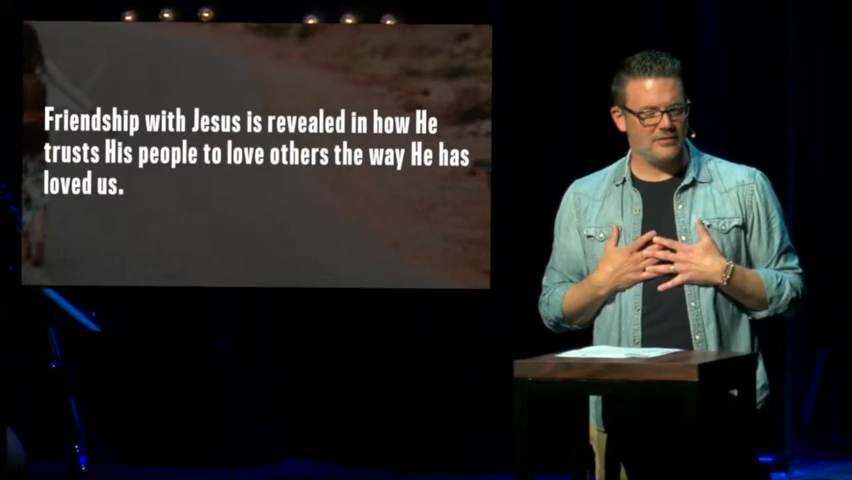 Friendship with Jesus is revealed in how He
trusts His people to love others the way He has
loved us.